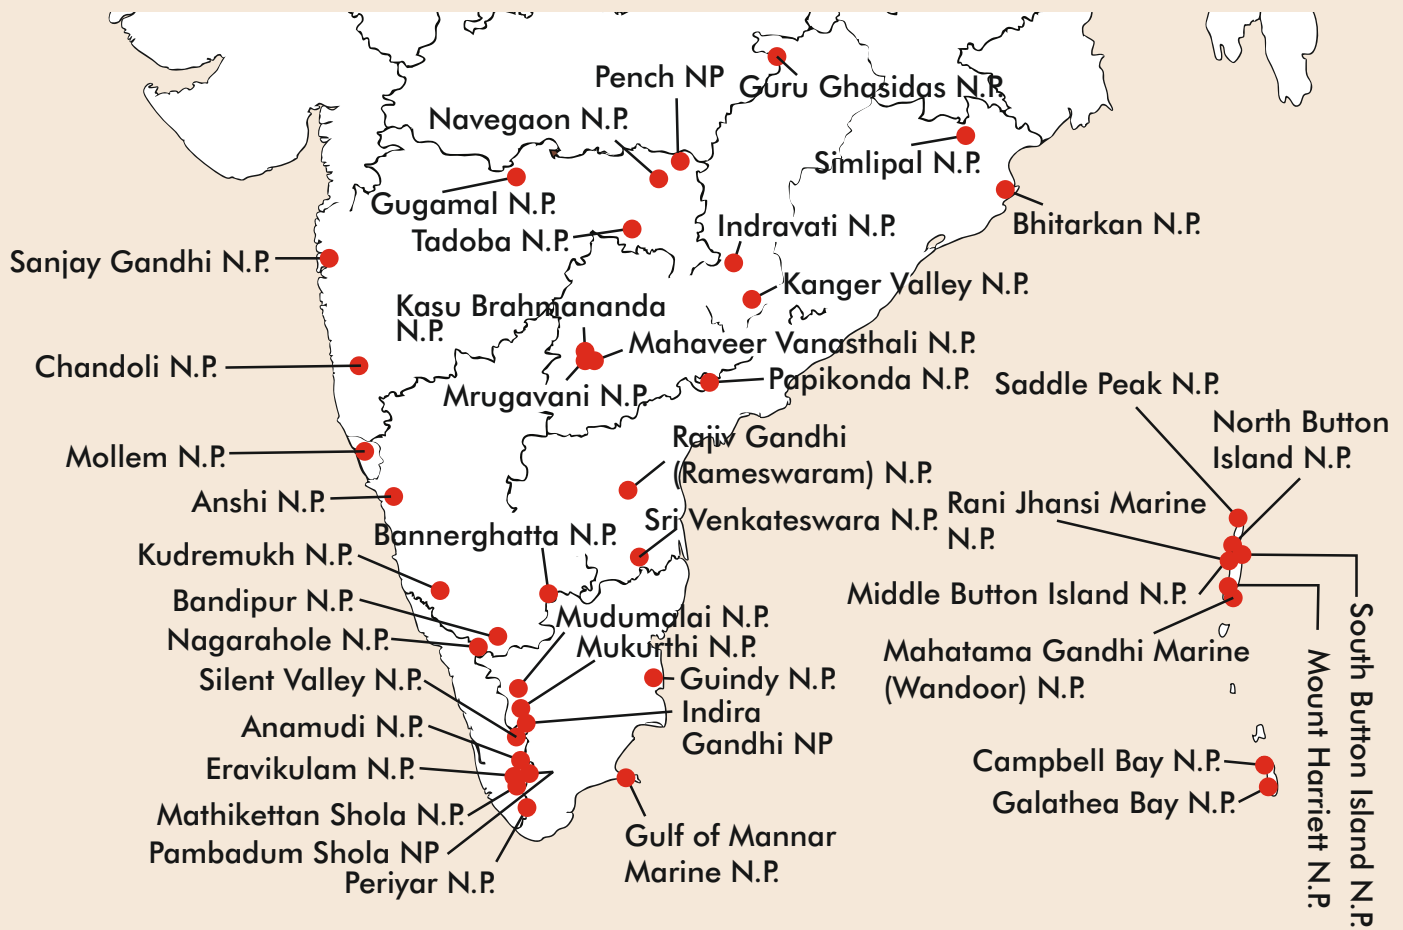 Pench NP
Guru Ghasidas N.P.
Navegaon N.P.
Simlipal N.P.
Gugamal N.P.
Tadoba N.P.
Indravati N.P.
Bhitarkan N.P.
Sanjay Gandhi N.P.
Kanger Valley N.P.
Kasu Brahmananda
N.P.
Mahaveer Vanasthali N.P.
Chandoli N.P.
Papikonda N.P.
Mrugavani N.P.
Saddle Peak N.P.
North Button
Island N.P.
Rajiv Gandhi
(Rameswaram) N.P.
Mollem N.P.
Anshi N.P.
Rani Jhansi Marine
N.P.
Sri Venkateswara N.P.
Bannerghatta N.P.
Kudremukh N.P.
Bandipur N.P.
Middle Button Island N.P.
Mudumalai N.P.
Nagarahole N.P.
Mukurthi N.P.
Mahatama Gandhi Marine
(Wandoor) N.P.
Silent Valley N.P.
Guindy N.P.
Indira
Gandhi NP
Anamudi N.P.
Eravikulam N.P.
Campbell Bay N.P.
Galathea Bay N.P.
Mathikettan Shola N.P.
Gulf of Mannar
Marine N.P.
Pambadum Shola NP
Periyar N.P.
Mount Harriett N.P.
South Button Island N.P.